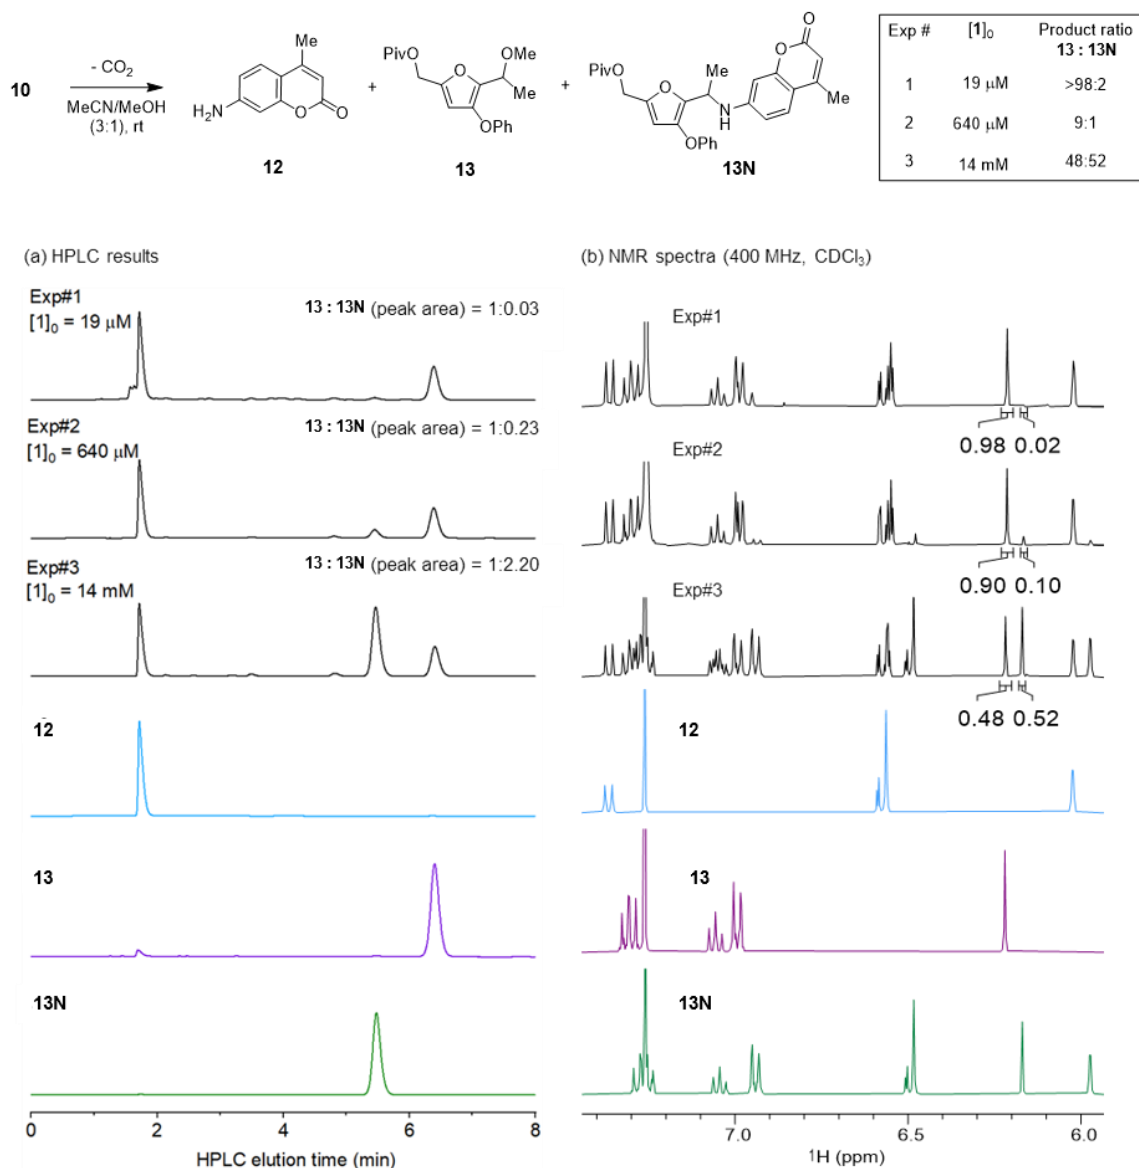 10
- CO2
MeCN/MeOH
(3:1), rt
Me
H2N
O
O
12
+
OPiv
O
OMe
Me
OPh
13
+
PivO
O
Me
N
H
OPh
O
O
Me
13N
Exp # [1]0 Product ratio
13 : 13N
1 19 μM >98:2
2 640 μM 9:1
3 14 mM 48:52
(a) HPLC results
Exp#1
[1]0 = 19 μM
13 : 13N (peak area) = 1:0.03
Exp#2
[1]0 = 640 μM
13 : 13N (peak area) = 1:0.23
Exp#3
[1]0 = 14 mM
13 : 13N (peak area) = 1:2.20
12
13
13N
0 2 4 6 8
HPLC elution time (min)
(b) NMR spectra (400 MHz, CDCl3)
Exp#1
0.98 0.02
Exp#2
0.90 0.10
Exp#3
0.48 0.52
12
13
13N
7.0 6.5 6.0
1H (ppm)